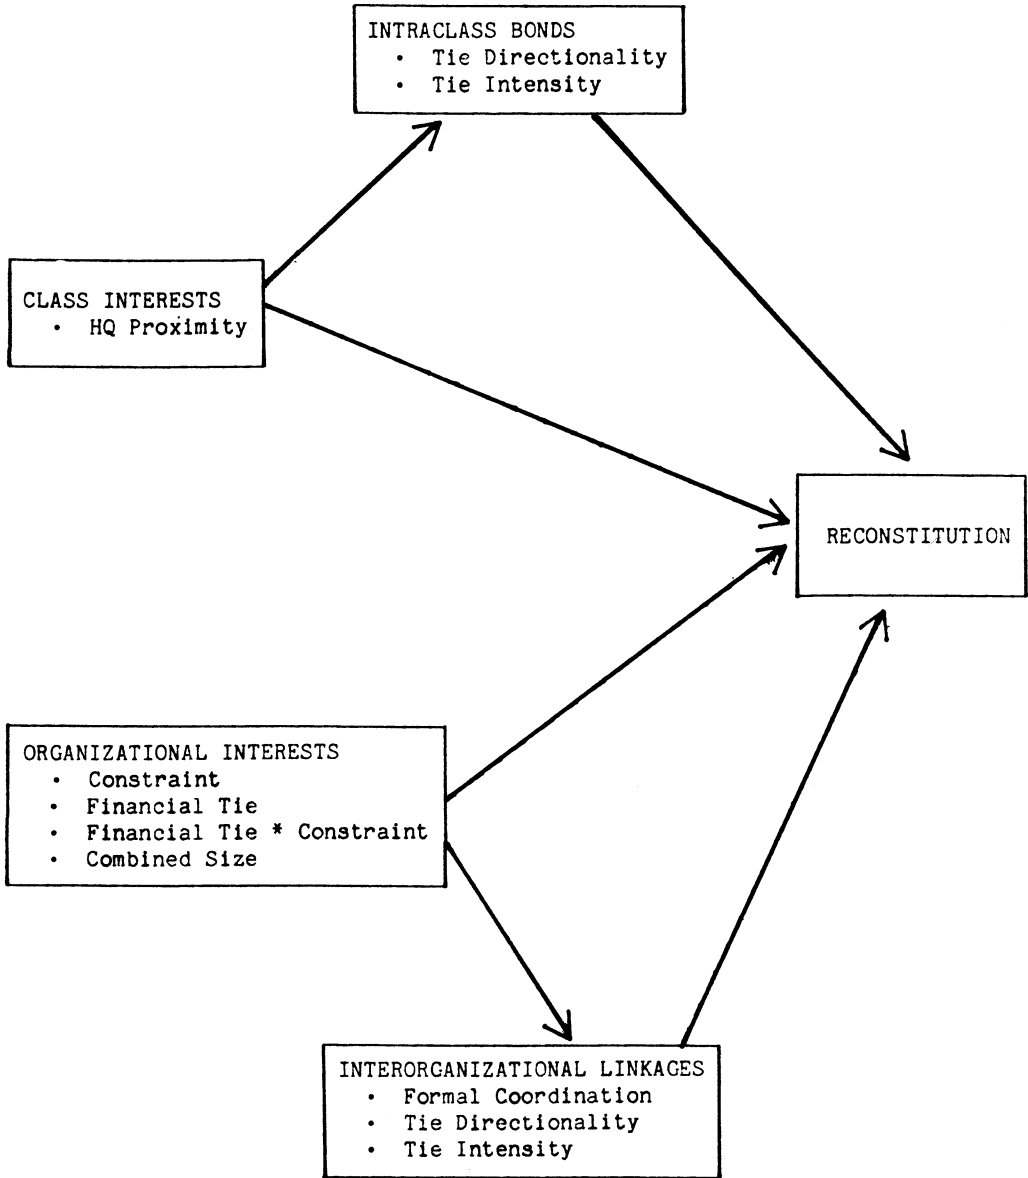 INTRACLASS BONDS
• Tie Directionality
• Tie Intensity
CLASS INTERESTS
• HQ Proximity
RECONSTITUTION
ORGANIZATIONAL INTERESTS
• Constraint
• Financial Tie
• Financial Tie * Constraint
• Combined Size
INTERORGANIZATIONAL LINKAGES
• Formal Coordination
• Tie Directionality
• Tie Intensity